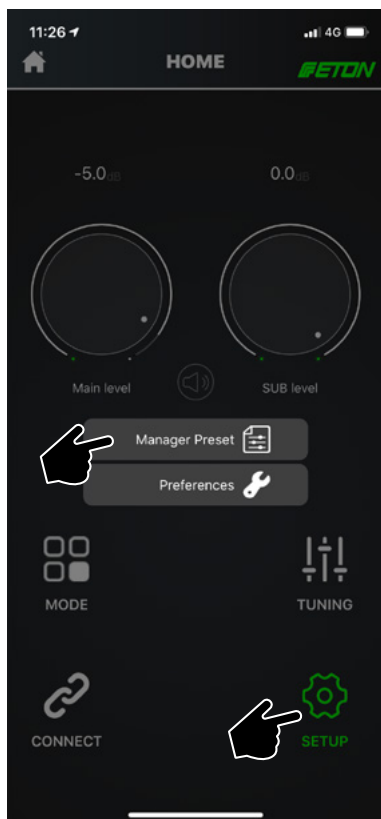 11:26 4G
HOME ETON
-5.0dB 0.0dB
Main level SUB level
Manager Preset
Preferences
MODE TUNING
CONNECT SETUP